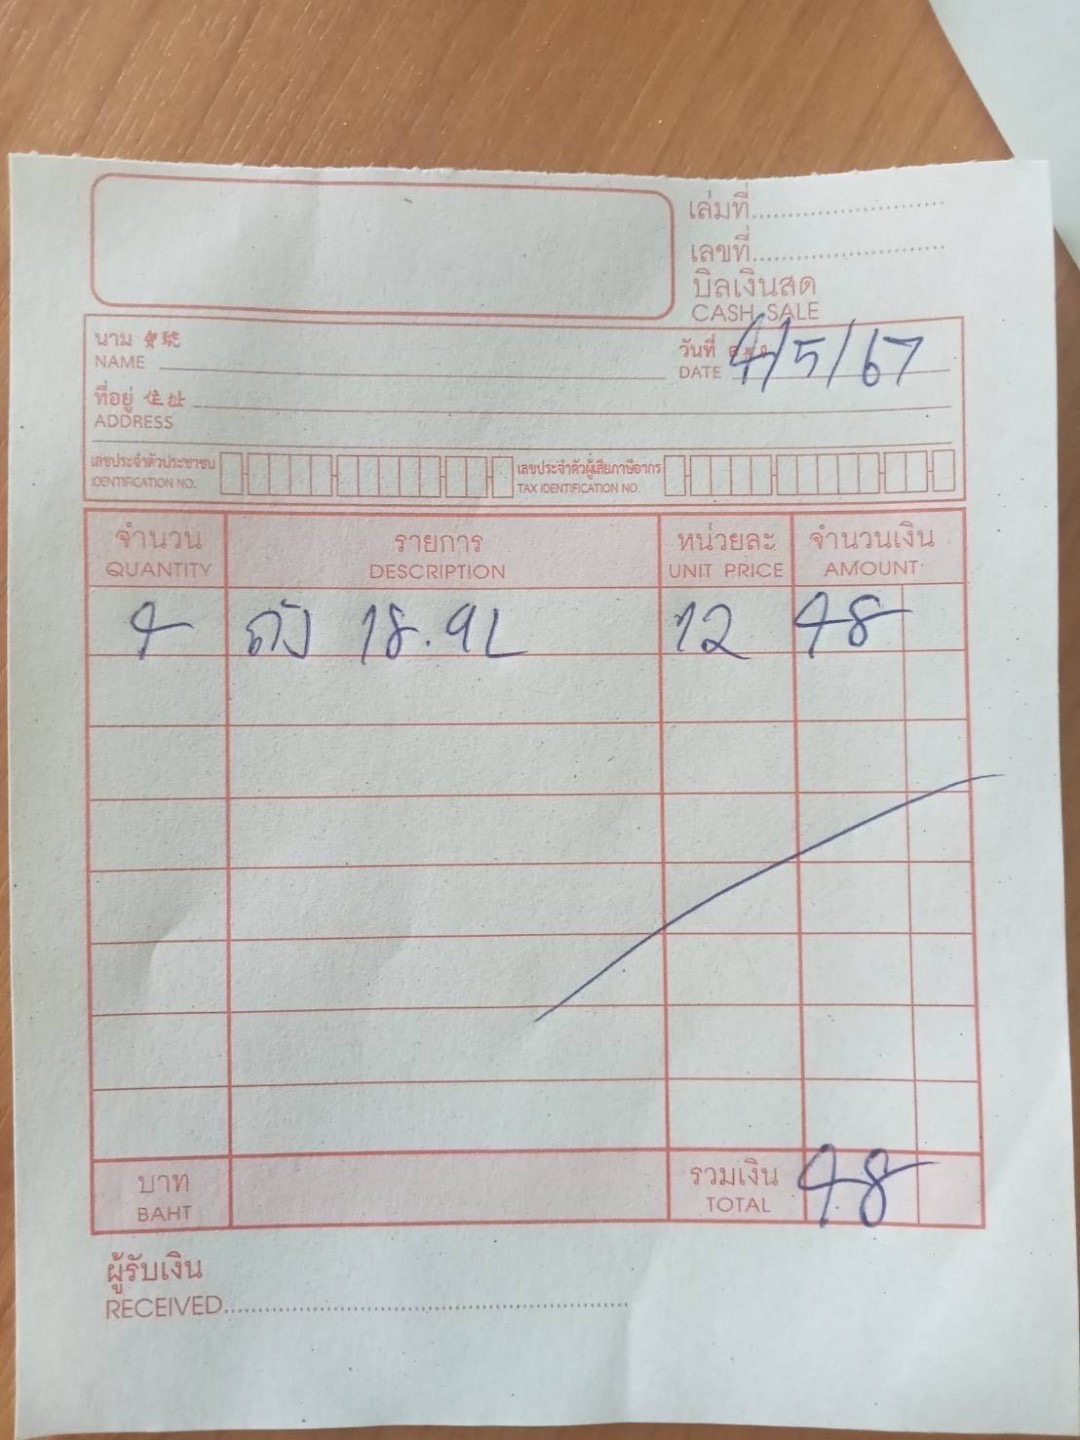 เล่มที่
เลขที่
บิลเงินสด
CASH SALE
นาม 寶號
NAME
วันที่ 4/5/67
DATE
ที่อยู่ 住址
ADDRESS
เลขประจำตัวประชาชน เลขประจำตัวผู้เสียภาษีอากร
IDENTIFICATION NO. TAX IDENTIFICATION NO.
จำนวน รายการ หน่วยละ จำนวนเงิน
QUANTITY DESCRIPTION UNIT PRICE AMOUNT
4 ถัง 18.9L 12 48
บาท รวมเงิน 48
BAHT TOTAL
ผู้รับเงิน
RECEIVED